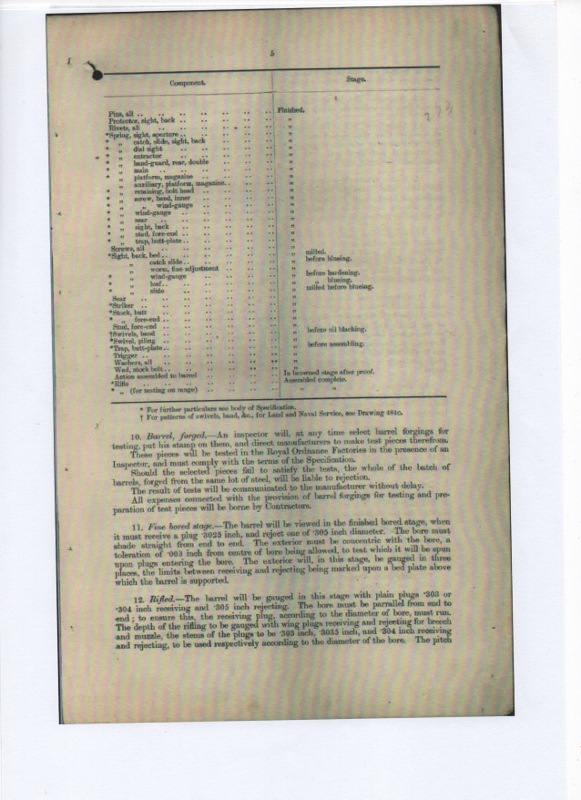 5
Component. Stage.
Pins, all .. .. .. .. .. .. Finished.
Protector, sight, back .. .. .. .. .. "
Rivets, all .. .. .. .. .. "
*Spring, sight, aperture .. .. .. .. .. "
* " catch, slide, sight, back .. .. .. "
* " dial sight .. .. .. .. "
* " extractor .. .. .. .. "
* " hand-guard, rear, double .. .. .. "
* " main .. .. .. .. .. "
" platform, magazine .. .. .. .. "
" auxiliary, platform, magazine .. .. .. "
* " retaining, bolt head .. .. .. .. "
* " screw, band, inner .. .. .. .. "
* " " wind-gauge .. .. .. .. "
* " wind-gauge .. .. .. .. "
* " sear .. .. .. .. .. "
* " sight, back .. .. .. .. "
* " stud, fore-end .. .. .. .. "
* " trap, butt-plate .. .. .. .. "
Screws, all .. .. .. .. .. "
*Sight, back, bed .. .. .. .. " milled.
" catch slide .. .. .. .. " before blueing.
" worm, fine adjustment .. .. .. "
* " wind-gauge .. .. .. .. " before hardening.
* " leaf .. .. .. .. " " blueing.
* " slide .. .. .. .. " milled before blueing.
Sear .. .. .. .. .. "
*Striker .. .. .. .. .. "
*Stock, butt .. .. .. .. "
* " fore-end .. .. .. .. "
Stud, fore-end .. .. .. .. "
†Swivels, band .. .. .. .. " before oil blacking.
*Swivel, piling .. .. .. .. "
*Trap, butt-plate .. .. .. .. " before assembling.
Trigger .. .. .. .. .. "
Washers, all .. .. .. .. "
Wad, stock bolt .. .. .. .. "
Action assembled to barrel .. .. .. In browned stage after proof.
*Rifle .. .. .. .. .. Assembled complete.
* " (for testing on range) .. .. .. " "
* For further particulars see body of Specification.
† For patterns of swivels, band, &c., for Land and Naval Service, see Drawing
10. Barrel, forged.—An inspector will, at any time select barrel forgings for
testing, put his stamp on them, and direct manufacturers to make test pieces therefrom.
These pieces will be tested in the Royal Ordnance Factories in the presence of an
Inspector, and must comply with the terms of the Specification.
Should the selected pieces fail to satisfy the tests, the whole of the batch of
barrels, forged from the same lot of steel, will be liable to rejection.
The result of tests will be communicated to the manufacturer without delay.
All expenses connected with the provision of barrel forgings for testing and pre-
paration of test pieces will be borne by Contractors.
11. Fine bored stage.—The barrel will be viewed in the finished bored stage, when
it must receive a plug ·3025 inch, and reject one of ·305 inch diameter. The bore must
shade straight from end to end. The exterior must be concentric with the bore, a
toleration of ·003 inch from centre of bore being allowed, to test which it will be spun
upon plugs entering the bore. The exterior will, in this stage, be gauged in three
places, the limits between receiving and rejecting being marked upon a bed plate above
which the barrel is supported.
12. Rifled.—The barrel will be gauged in this stage with plain plugs ·303 or
·304 inch receiving and ·305 inch rejecting. The bore must be parrallel from end to
end; to ensure this, the receiving plug, according to the diameter of bore, must run.
The depth of the rifling to be gauged with wing plugs receiving and rejecting for breech
and muzzle, the stems of the plugs to be ·303 inch, ·3035 inch, and ·304 inch receiving
and rejecting, to be used respectively according to the diameter of the bore. The pitch